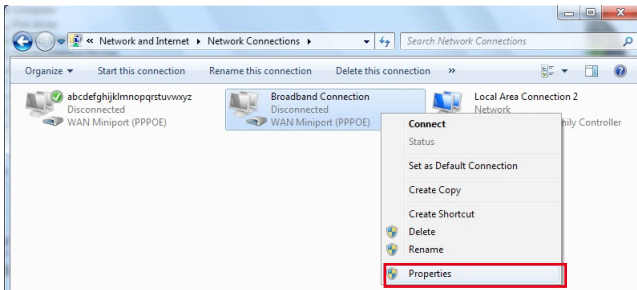 « Network and Internet ▸ Network Connections ▸
Search Network Connections
Organize ▾ Start this connection Rename this connection Delete this connection »
abcdefghijklmnopqrstuvwxyz
Disconnected
WAN Miniport (PPPOE)
Broadband Connection
Disconnected
WAN Miniport (PPPOE)
Local Area Connection 2
Network
Controller
Connect
Status
Set as Default Connection
Create Copy
Create Shortcut
Delete
Rename
Properties